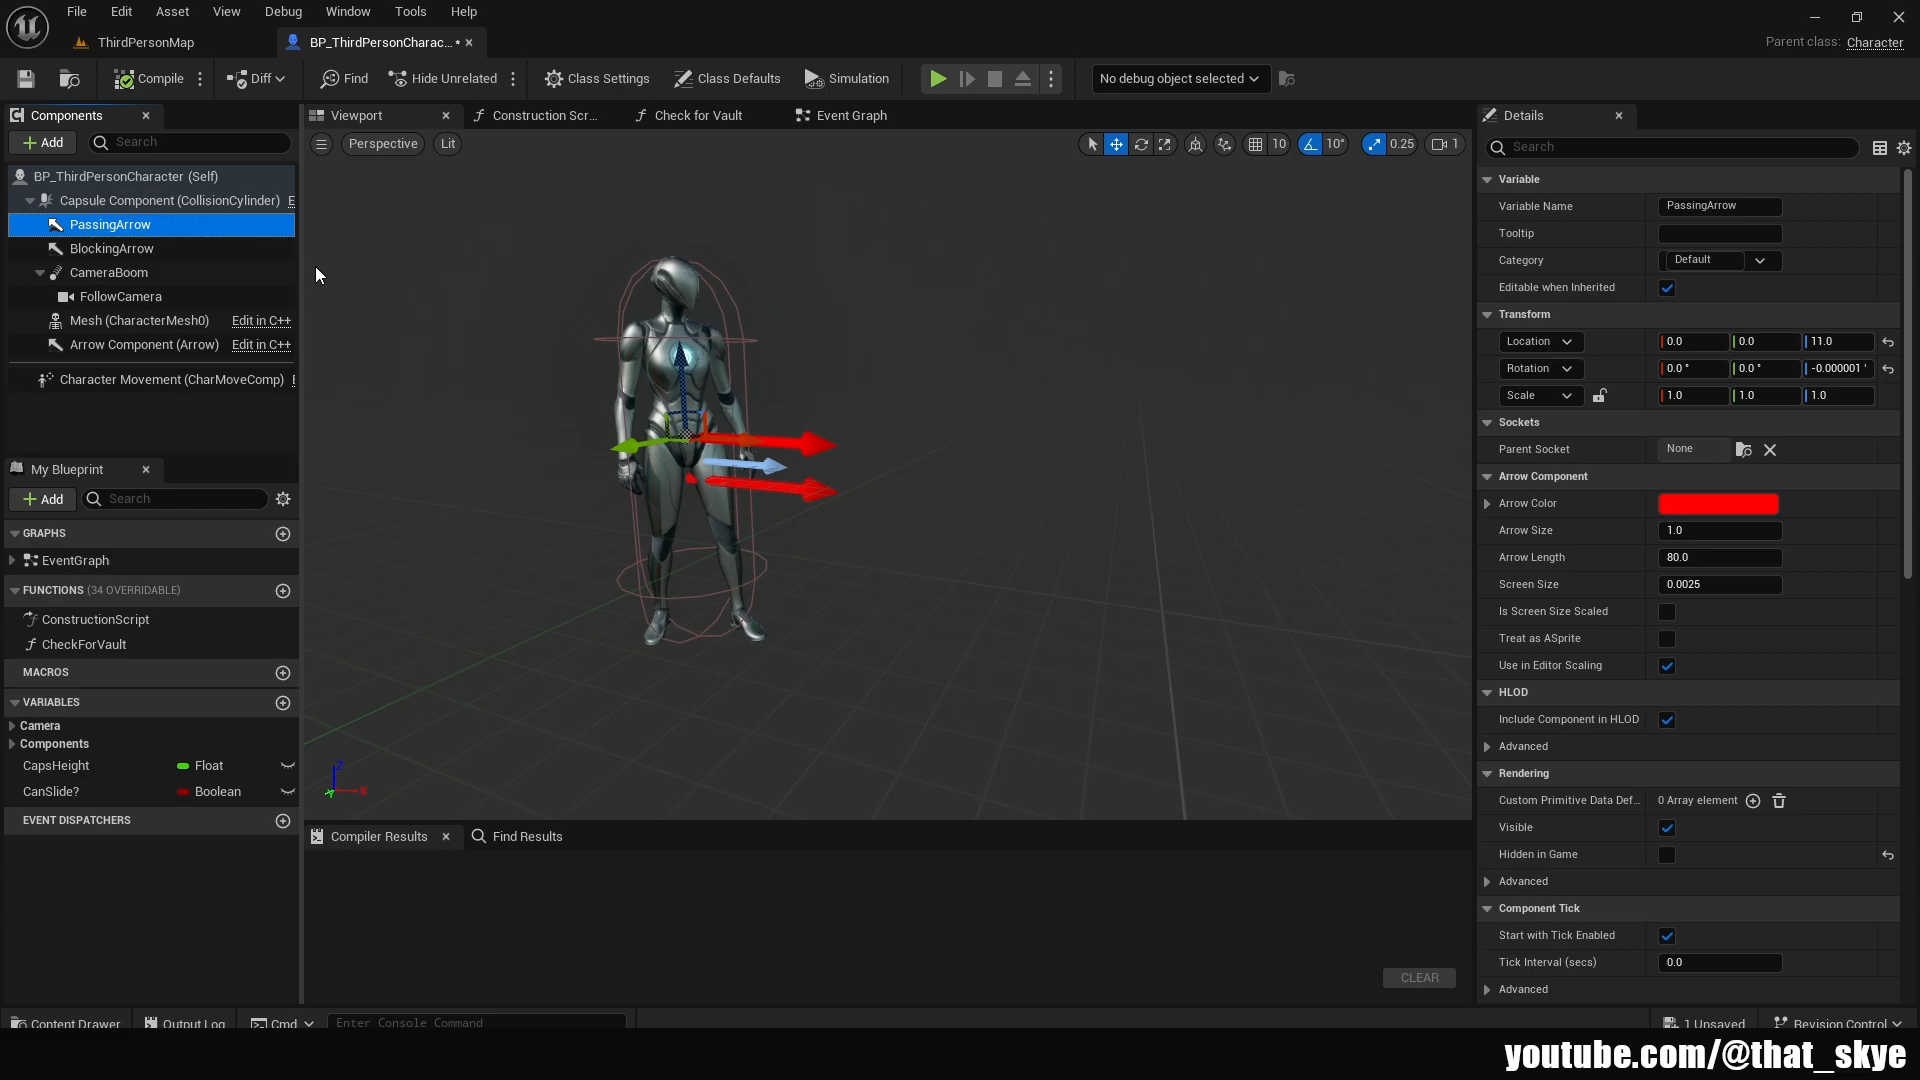 File Edit Asset View Debug Window Tools Help
ThirdPersonMap
BP_ThirdPersonCharac... *
Parent class: Character
Compile
Diff
Find
Hide Unrelated
Class Settings
Class Defaults
Simulation
No debug object selected
Components
Add
Search
BP_ThirdPersonCharacter (Self)
Capsule Component (CollisionCylinder) E
PassingArrow
BlockingArrow
CameraBoom
FollowCamera
Mesh (CharacterMesh0) Edit in C++
Arrow Component (Arrow) Edit in C++
Character Movement (CharMoveComp)
My Blueprint
Add
Search
GRAPHS
EventGraph
FUNCTIONS (34 OVERRIDABLE)
ConstructionScript
CheckForVault
MACROS
VARIABLES
Camera
Components
CapsHeight Float
CanSlide? Boolean
EVENT DISPATCHERS
Viewport
Construction Scr...
Check for Vault
Event Graph
Perspective
Lit
10
10°
0.25
1
Z
X
Y
Compiler Results
Find Results
CLEAR
Details
Search
Variable
Variable Name PassingArrow
Tooltip
Category Default
Editable when Inherited
Transform
Location 0.0 0.0 11.0
Rotation 0.0 ° 0.0 ° -0.000001 °
Scale 1.0 1.0 1.0
Sockets
Parent Socket None
Arrow Component
Arrow Color
Arrow Size 1.0
Arrow Length 80.0
Screen Size 0.0025
Is Screen Size Scaled
Treat as ASprite
Use in Editor Scaling
HLOD
Include Component in HLOD
Advanced
Rendering
Custom Primitive Data Def... 0 Array element
Visible
Hidden in Game
Advanced
Component Tick
Start with Tick Enabled
Tick Interval (secs) 0.0
Advanced
Content Drawer
Output Log
Cmd
Enter Console Command
1 Unsaved
Revision Control
youtube.com/@that_skye